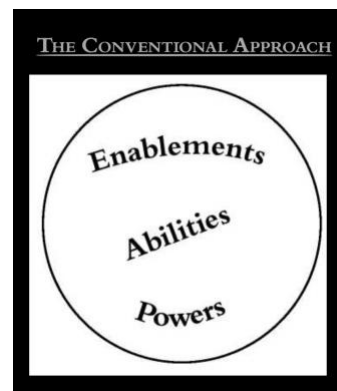 THE CONVENTIONAL APPROACH
Enablements
Abilities
Powers